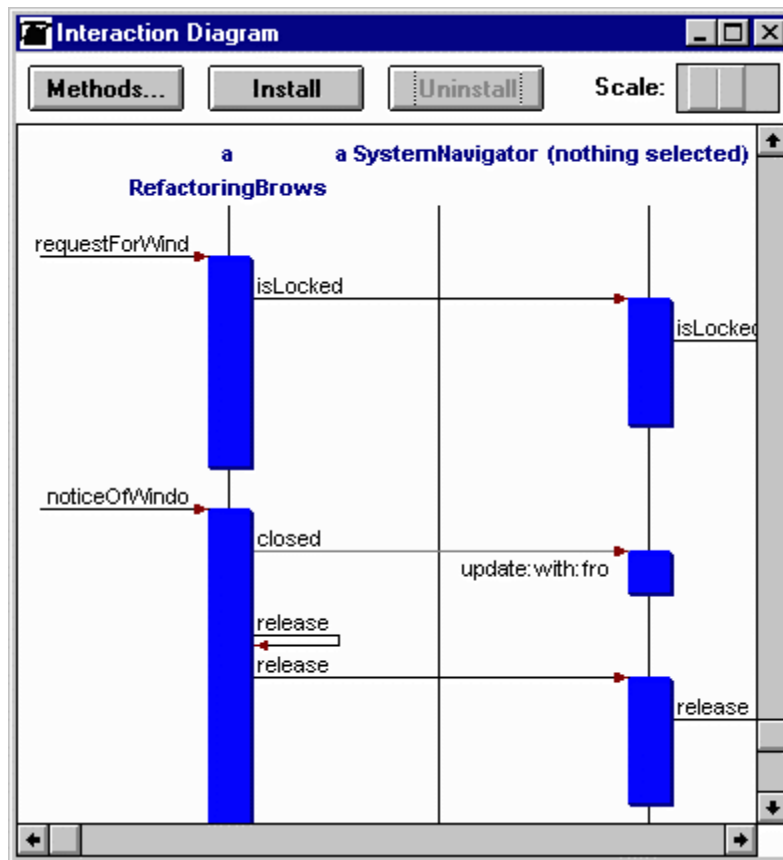 Interaction Diagram
Methods... Install Uninstall Scale:
a a SystemNavigator (nothing selected)
RefactoringBrows
requestForWind
isLocked
isLocked
noticeOfWindo
closed
update:with:fro
release
release
release